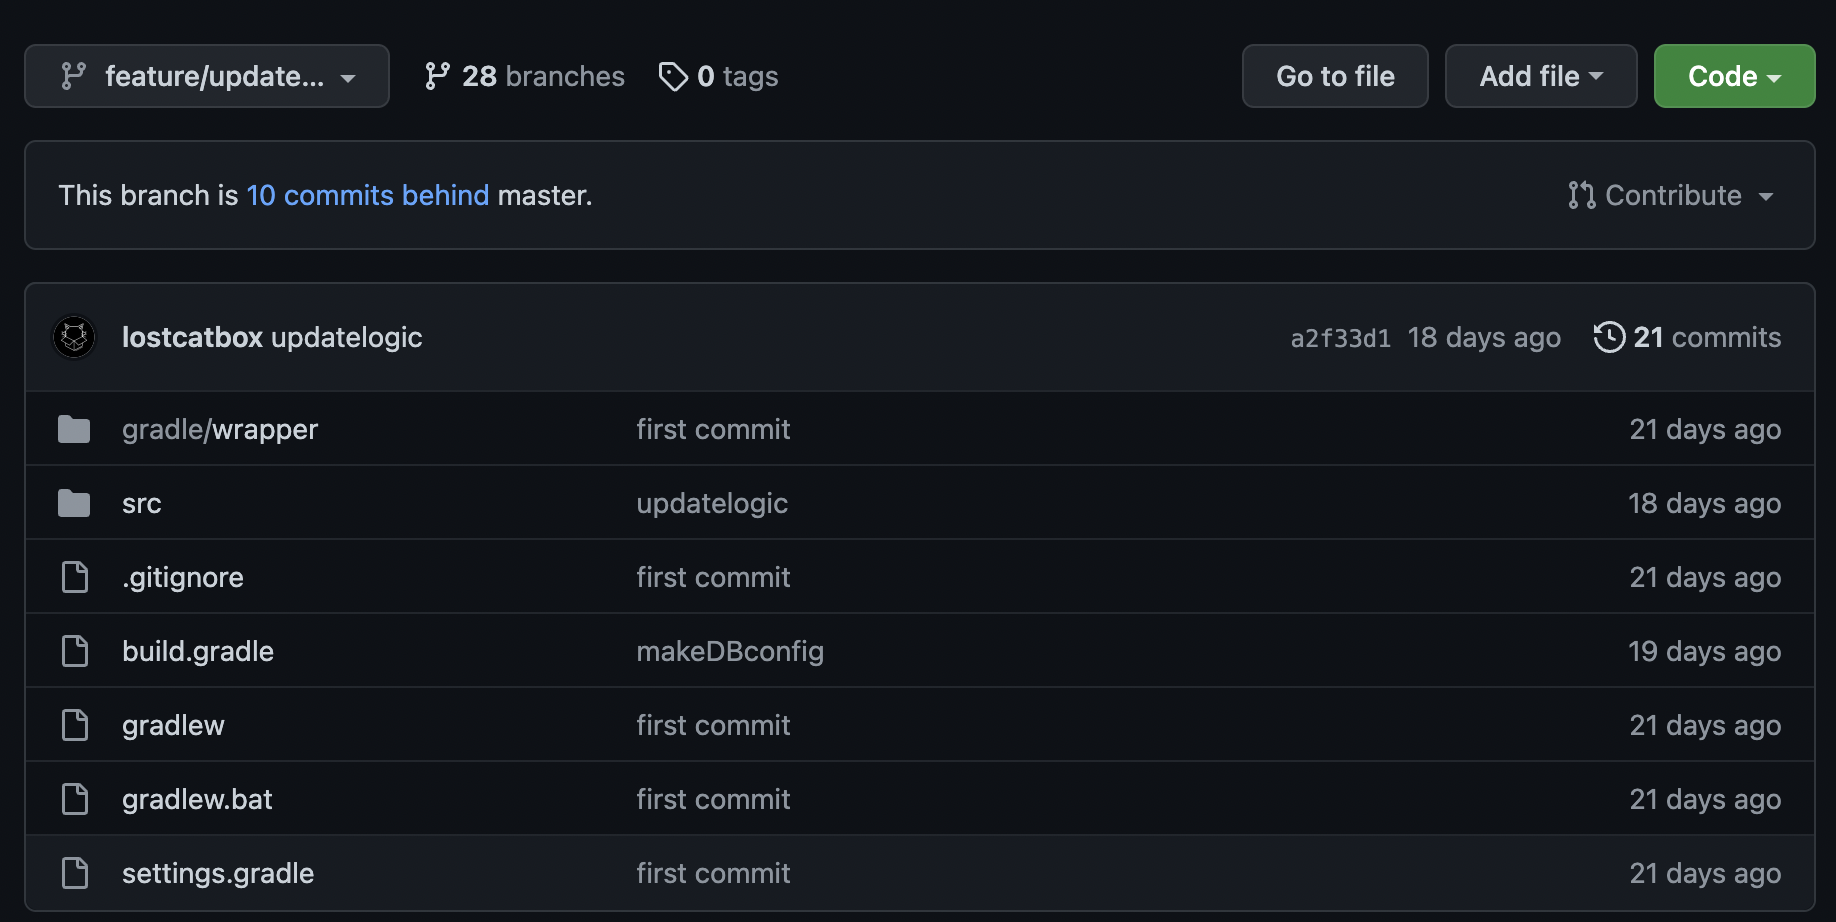 feature/update... 28 branches 0 tags Go to file Add file Code
This branch is 10 commits behind master. Contribute
lostcatbox updatelogic a2f33d1 18 days ago 21 commits
gradle/wrapper first commit 21 days ago
src updatelogic 18 days ago
.gitignore first commit 21 days ago
build.gradle makeDBconfig 19 days ago
gradlew first commit 21 days ago
gradlew.bat first commit 21 days ago
settings.gradle first commit 21 days ago